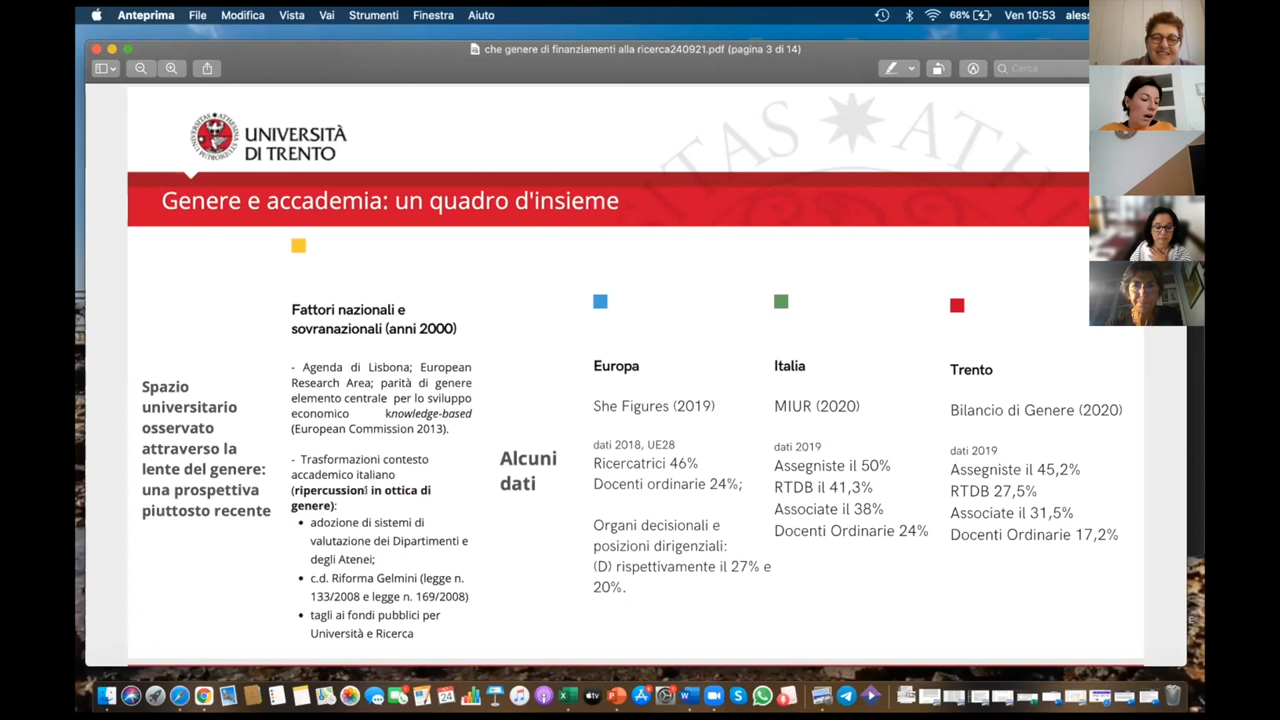 Anteprima File Modifica Vista Vai Strumenti Finestra Aiuto
68% Ven 10:53 aless
che genere di finanziamenti alla ricerca240921.pdf (pagina 3 di 14)
Cerca
UNIVERSITÀ
DI TRENTO
Genere e accademia: un quadro d'insieme
Spazio
universitario
osservato
attraverso la
lente del genere:
una prospettiva
piuttosto recente
Fattori nazionali e
sovranazionali (anni 2000)
- Agenda di Lisbona; European
Research Area; parità di genere
elemento centrale per lo sviluppo
economico knowledge-based
(European Commission 2013).
- Trasformazioni contesto
accademico italiano
(ripercussioni in ottica di
genere):
• adozione di sistemi di
valutazione dei Dipartimenti e
degli Atenei;
• c.d. Riforma Gelmini (legge n.
133/2008 e legge n. 169/2008)
• tagli ai fondi pubblici per
Università e Ricerca
Alcuni
dati
Europa
She Figures (2019)
dati 2018, UE28
Ricercatrici 46%
Docenti ordinarie 24%;
Organi decisionali e
posizioni dirigenziali:
(D) rispettivamente il 27% e
20%.
Italia
MIUR (2020)
dati 2019
Assegniste il 50%
RTDB il 41,3%
Associate il 38%
Docenti Ordinarie 24%
Trento
Bilancio di Genere (2020)
dati 2019
Assegniste il 45,2%
RTDB 27,5%
Associate il 31,5%
Docenti Ordinarie 17,2%